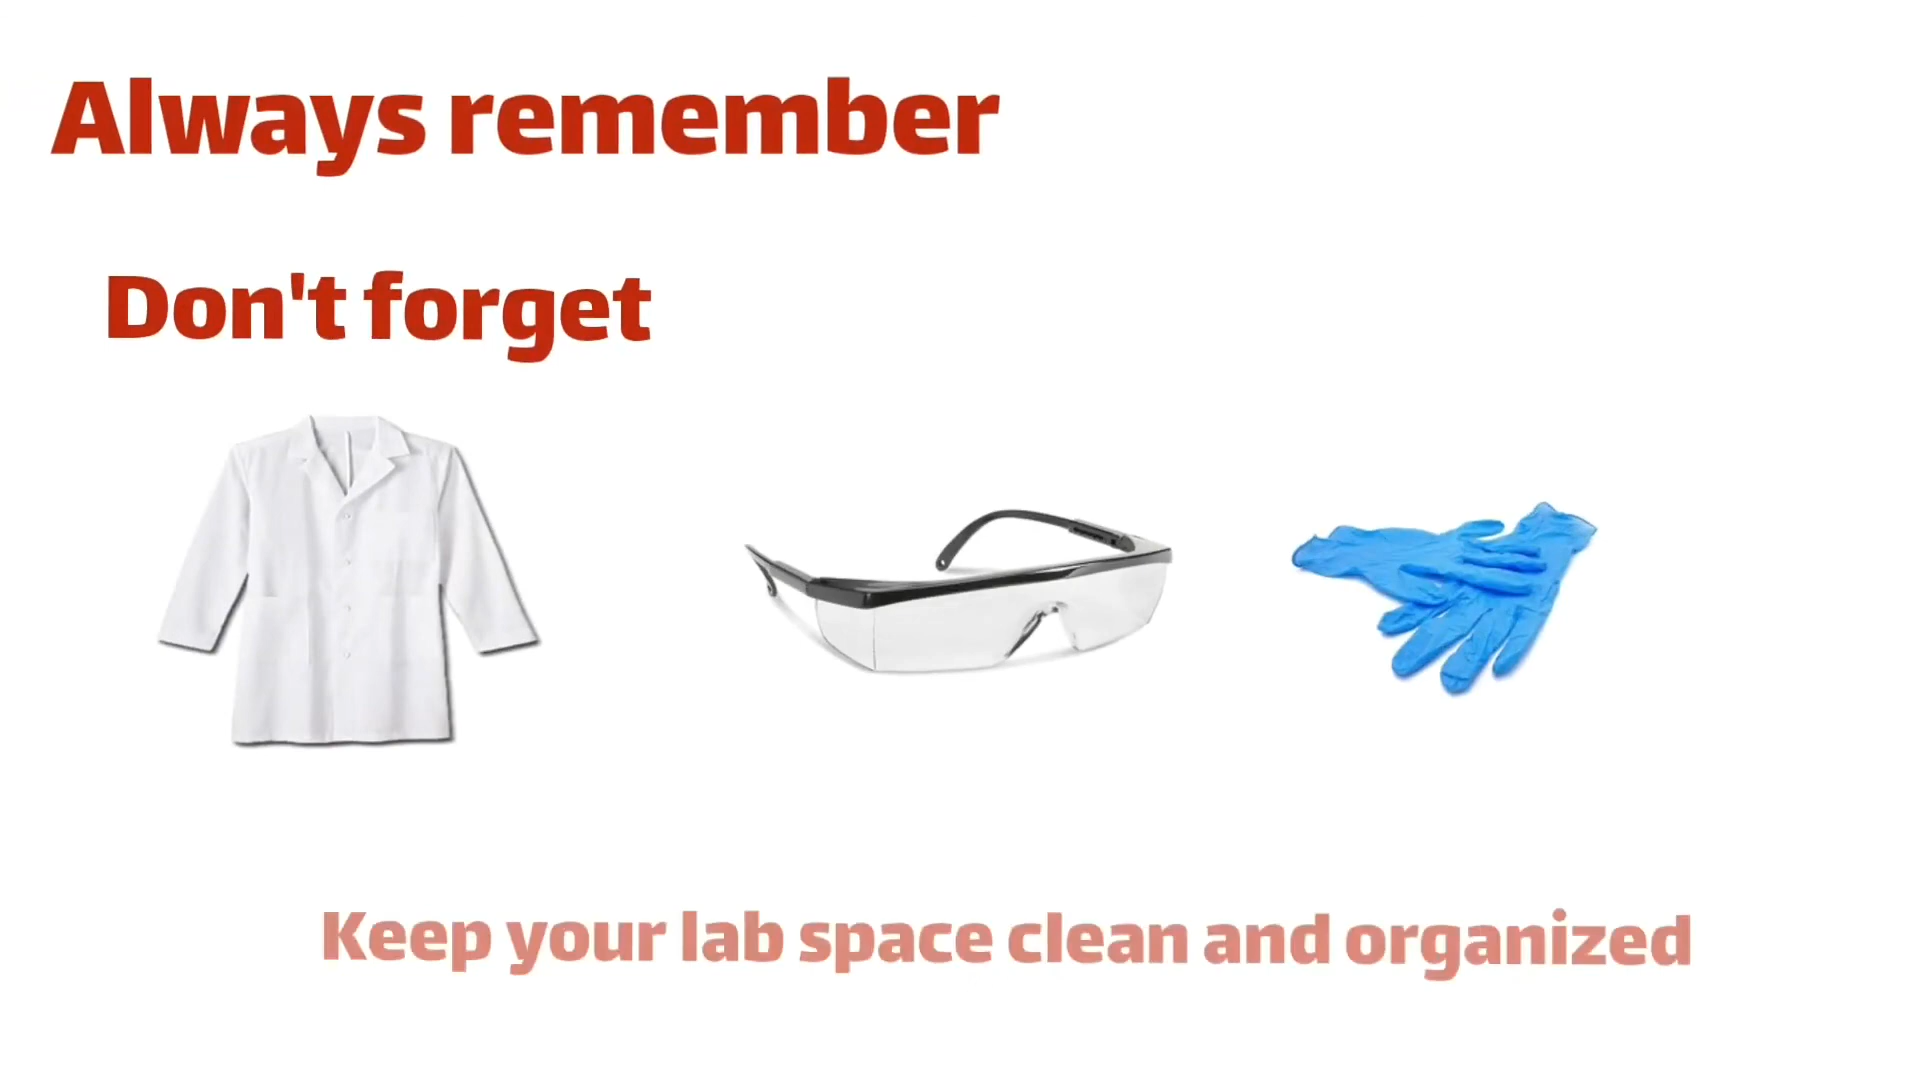 Always remember
Don't forget
Keep your lab space clean and organized